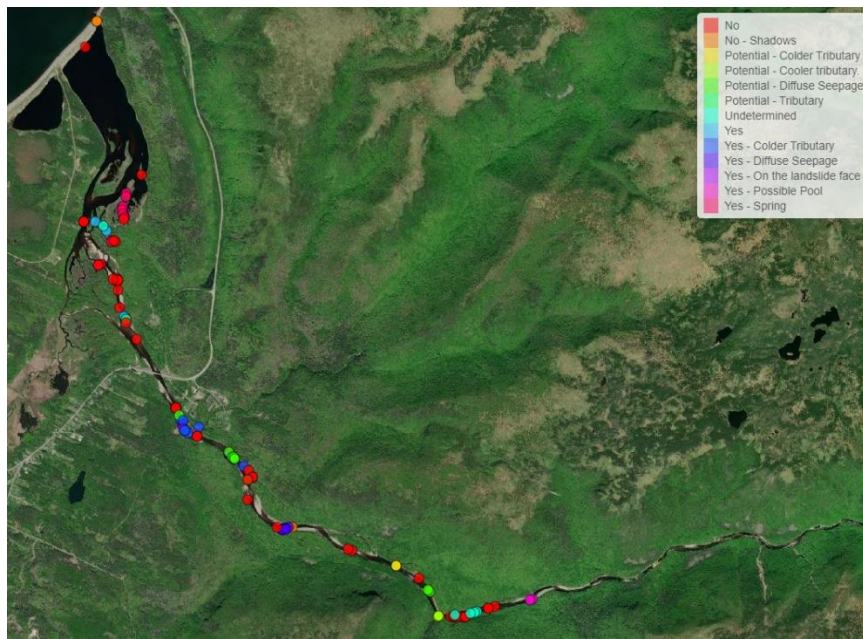 No
No - Shadows
Potential - Colder Tributary
Potential - Cooler tributary
Potential - Diffuse Seepage
Potential - Tributary
Undetermined
Yes
Yes - Colder Tributary
Yes - Diffuse Seepage
Yes - On the landslide face
Yes - Possible Pool
Yes - Spring